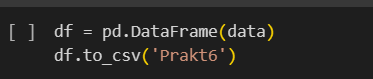 [ ] df = pd.DataFrame(data)
df.to_csv('Prakt6')